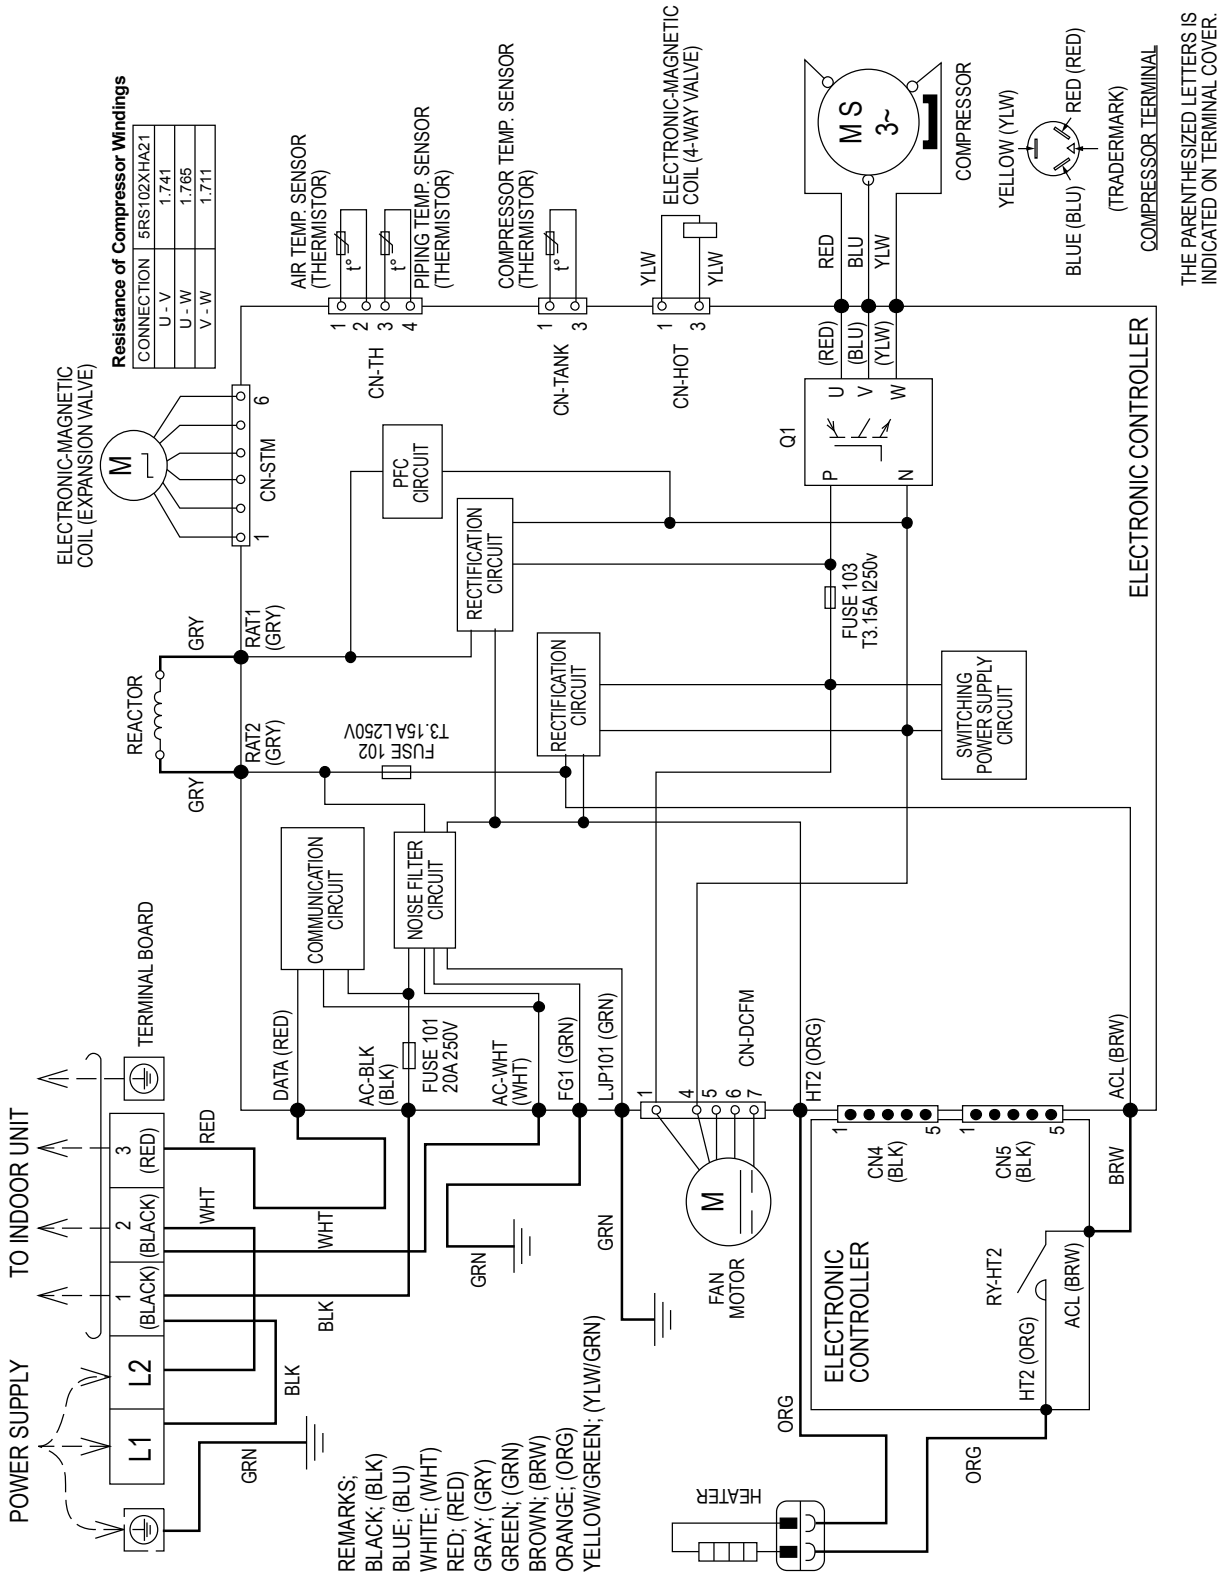 POWER SUPPLY
TO INDOOR UNIT
L1
L2
1
(BLACK)
2
(BLACK)
3
(RED)
TERMINAL BOARD
GRN
BLK
BLK
WHT
WHT
RED
GRN
GRN
REMARKS;
BLACK; (BLK)
BLUE; (BLU)
WHITE; (WHT)
RED; (RED)
GRAY; (GRY)
GREEN; (GRN)
BROWN; (BRW)
ORANGE; (ORG)
YELLOW/GREEN; (YLW/GRN)
DATA (RED)
AC-BLK
(BLK)
FUSE 101
20A 250V
AC-WHT
(WHT)
FG1 (GRN)
LJP101 (GRN)
COMMUNICATION
CIRCUIT
NOISE FILTER
CIRCUIT
REACTOR
GRY
GRY
RAT2
(GRY)
RAT1
(GRY)
FUSE 102
T3.15A L250V
ELECTRONIC-MAGNETIC
COIL (EXPANSION VALVE)
M
1
6
CN-STM
Resistance of Compressor Windings
CONNECTION 5RS102XHA21
U - V 1.741
U - W 1.765
V - W 1.711
PFC
CIRCUIT
RECTIFICATION
CIRCUIT
RECTIFICATION
CIRCUIT
AIR TEMP. SENSOR
(THERMISTOR)
t°
t°
PIPING TEMP. SENSOR
(THERMISTOR)
1
2
3
4
CN-TH
COMPRESSOR TEMP. SENSOR
(THERMISTOR)
t°
1
3
CN-TANK
ELECTRONIC-MAGNETIC
COIL (4-WAY VALVE)
YLW
YLW
1
3
CN-HOT
Q1
P
N
U
V
W
(RED)
(BLU)
(YLW)
RED
BLU
YLW
M S
3~
COMPRESSOR
FUSE 103
T3.15A l250v
SWITCHING
POWER SUPPLY
CIRCUIT
ELECTRONIC CONTROLLER
YELLOW (YLW)
RED (RED)
BLUE (BLU)
(TRADERMARK)
COMPRESSOR TERMINAL
THE PARENTHESIZED LETTERS IS
INDICATED ON TERMINAL COVER.
1
4
5
6
7
CN-DCFM
M
FAN
MOTOR
HT2 (ORG)
ACL (BRW)
1
5
CN4
(BLK)
1
5
CN5
(BLK)
BRW
ELECTRONIC
CONTROLLER
RY-HT2
HT2 (ORG)
ACL (BRW)
ORG
ORG
HEATER